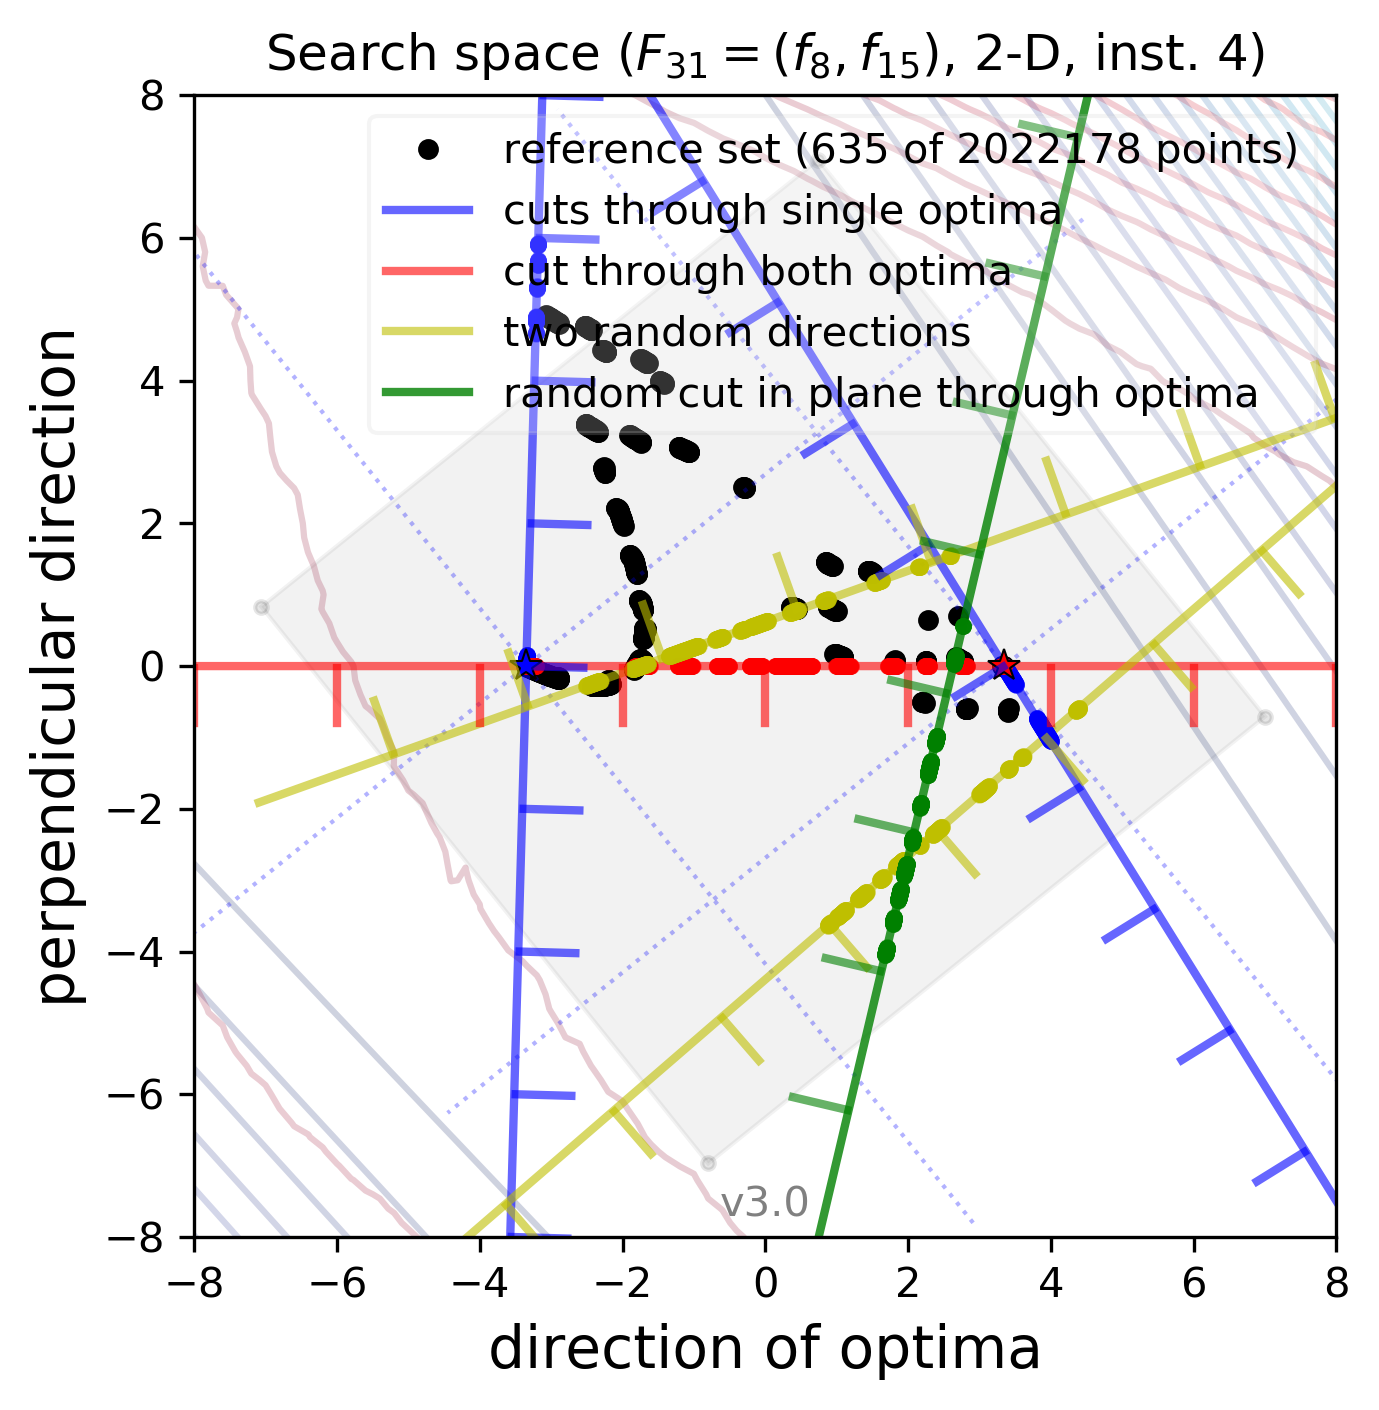 Search space (F31 = (f8, f15), 2-D, inst. 4)
reference set (635 of 2022178 points)
cuts through single optima
cut through both optima
two random directions
random cut in plane through optima
perpendicular direction
8
6
4
2
0
−2
−4
−6
−8
v3.0
−8 −6 −4 −2 0 2 4 6 8
direction of optima